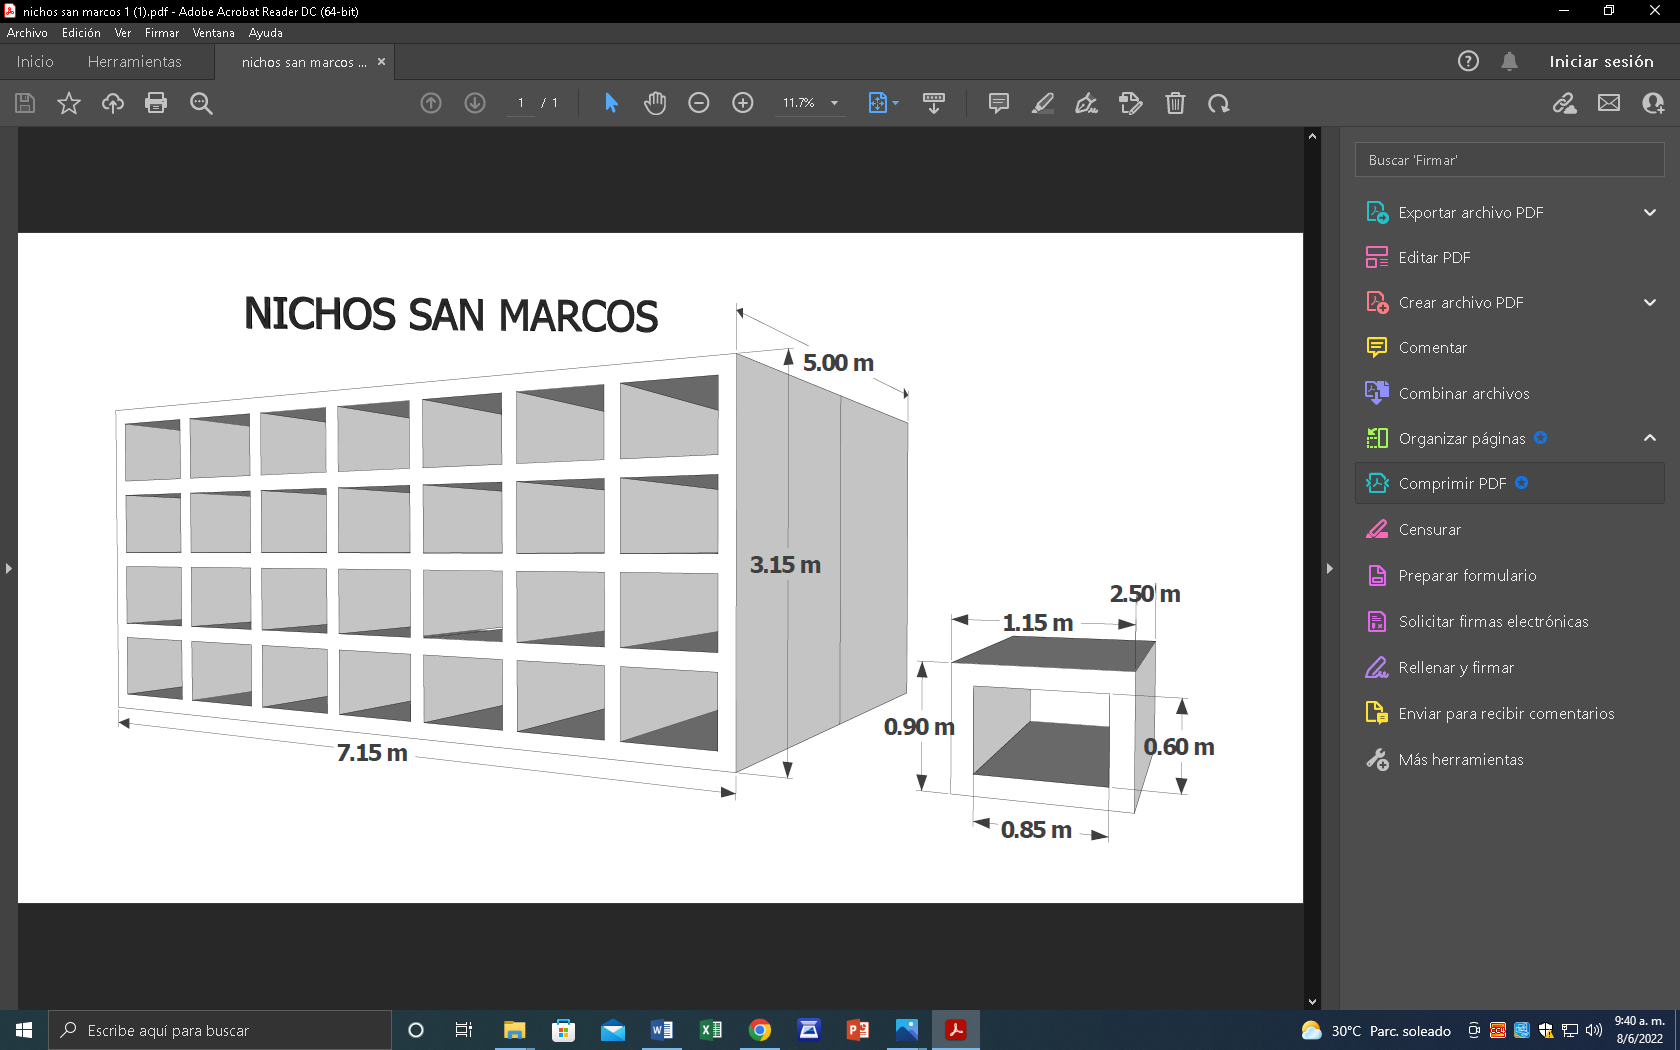 nichos san marcos 1 (1).pdf - Adobe Acrobat Reader DC (64-bit)
Archivo Edición Ver Firmar Ventana Ayuda
Inicio Herramientas nichos san marcos ... × Iniciar sesión
1 / 1 11.7%
Buscar 'Firmar'
Exportar archivo PDF
Editar PDF
Crear archivo PDF
Comentar
Combinar archivos
Organizar páginas
Comprimir PDF
Censurar
Preparar formulario
Solicitar firmas electrónicas
Rellenar y firmar
Enviar para recibir comentarios
Más herramientas
NICHOS SAN MARCOS
5.00 m
3.15 m
7.15 m
2.50 m
1.15 m
0.90 m
0.60 m
0.85 m
Escribe aquí para buscar
30°C Parc. soleado
9:40 a. m.
8/6/2022